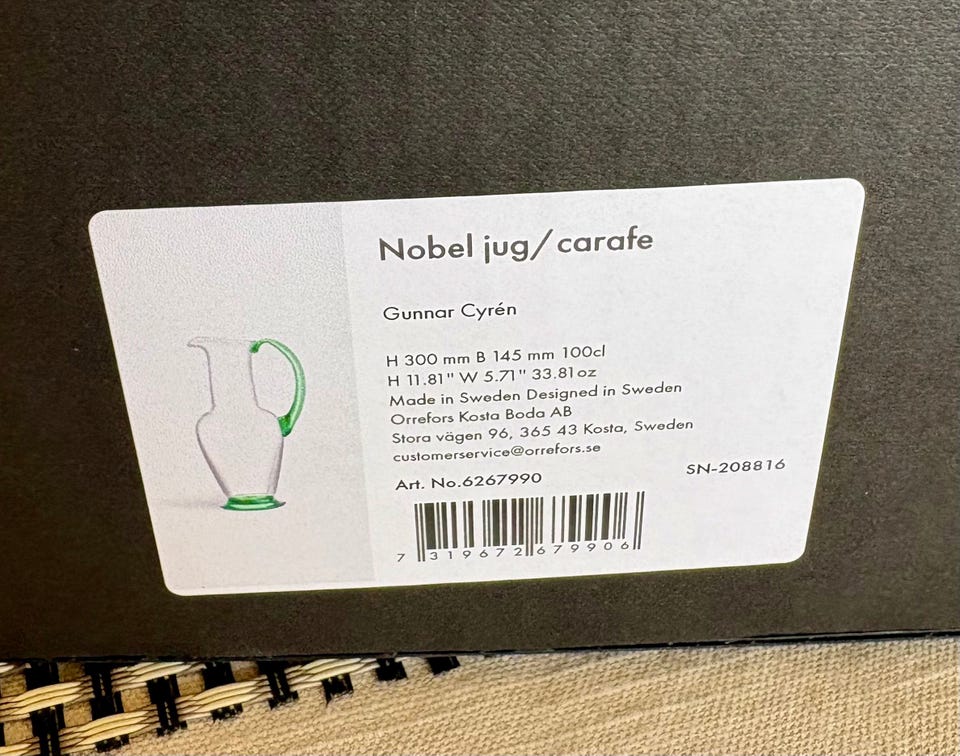 Nobel jug/carafe
Gunnar Cyrén
H 300 mm B 145 mm 100cl
H 11.81" W 5.71" 33.81oz
Made in Sweden Designed in Sweden
Orrefors Kosta Boda AB
Stora vägen 96, 365 43 Kosta, Sweden
customerservice@orrefors.se
Art. No.6267990
SN-208816
7 319672 679906